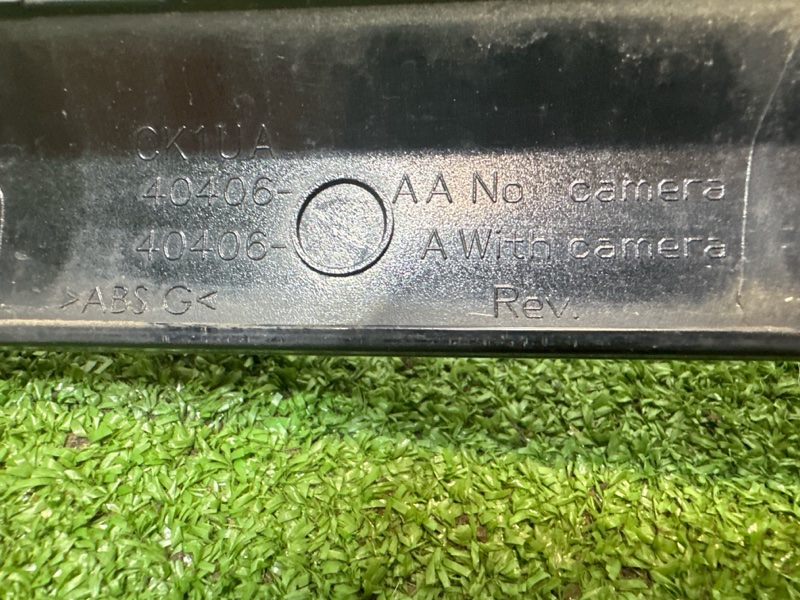 CK1UA
40406- AA No camera
40406- A With camera
>ABS G< Rev.